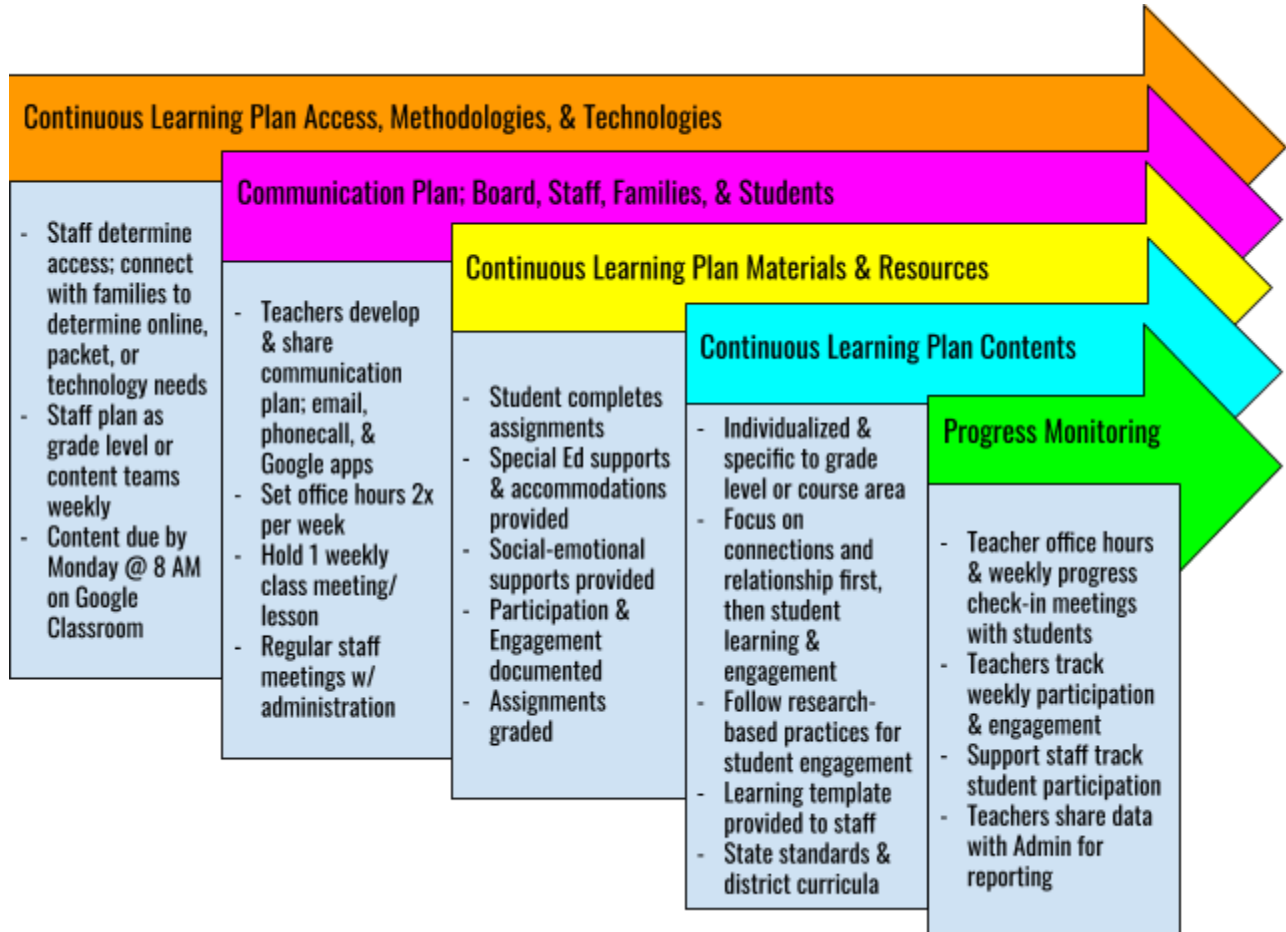 Continuous Learning Plan Access, Methodologies, & Technologies
- Staff determine
access; connect
with families to
determine online,
packet, or
technology needs
- Staff plan as
grade level or
content teams
weekly
- Content due by
Monday @ 8 AM
on Google
Classroom
Communication Plan; Board, Staff, Families, & Students
- Teachers develop
& share
communication
plan; email,
phonecall, &
Google apps
- Set office hours 2x
per week
- Hold 1 weekly
class meeting/
lesson
- Regular staff
meetings w/
administration
Continuous Learning Plan Materials & Resources
- Student completes
assignments
- Special Ed supports
& accommodations
provided
- Social-emotional
supports provided
- Participation &
Engagement
documented
- Assignments
graded
Continuous Learning Plan Contents
- Individualized &
specific to grade
level or course area
- Focus on
connections and
relationship first,
then student
learning &
engagement
- Follow research-
based practices for
student engagement
- Learning template
provided to staff
- State standards &
district curricula
Progress Monitoring
- Teacher office hours
& weekly progress
check-in meetings
with students
- Teachers track
weekly participation
& engagement
- Support staff track
student participation
- Teachers share data
with Admin for
reporting